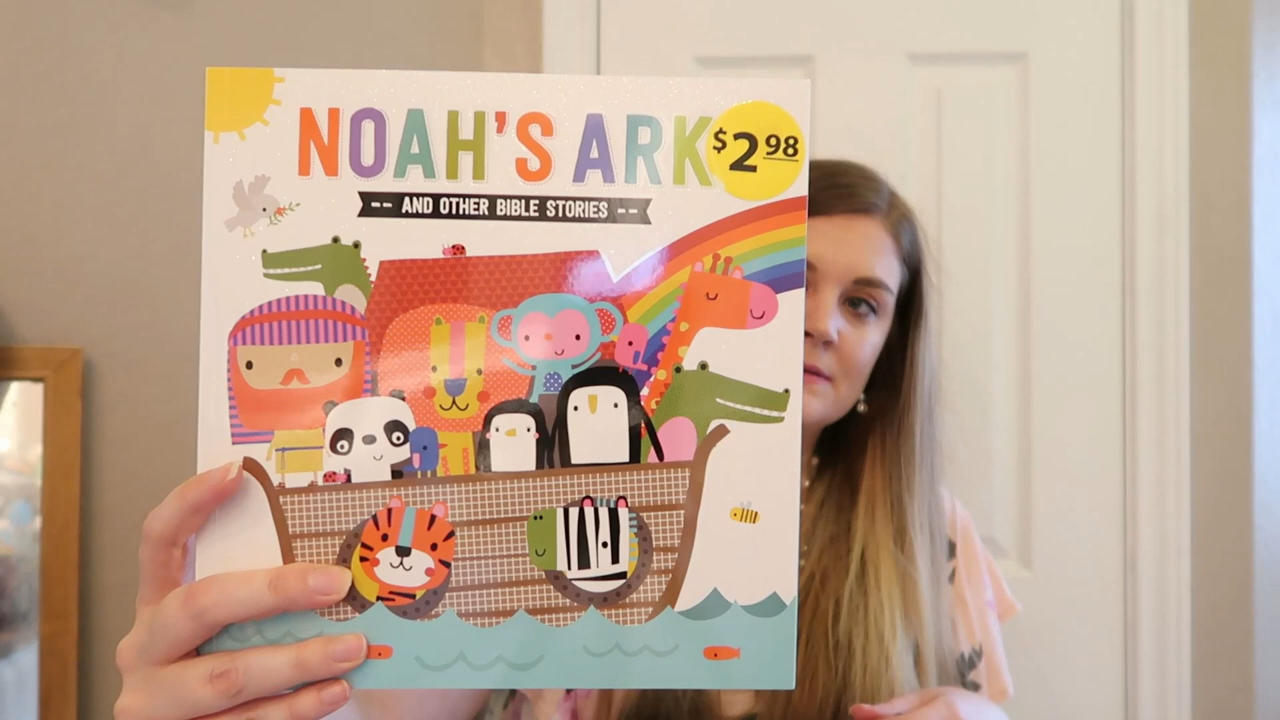 NOAH'S ARK
$2 98
-- AND OTHER BIBLE STORIES --